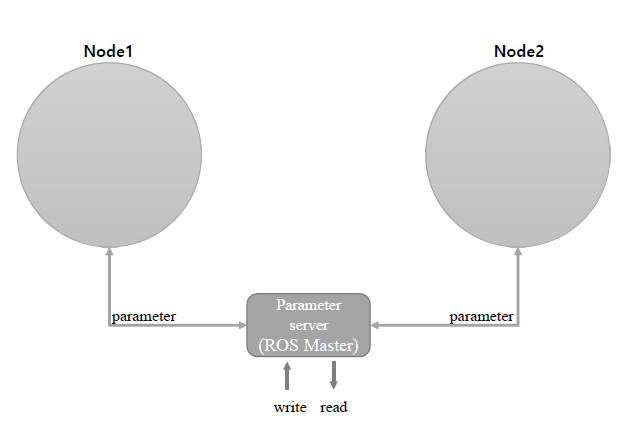 Node1
Node2
parameter
Parameter
server
(ROS Master)
parameter
write
read